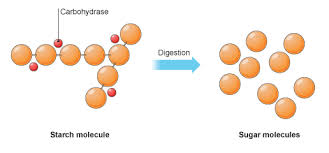 Carbohydrase
Digestion
Starch molecule
Sugar molecules